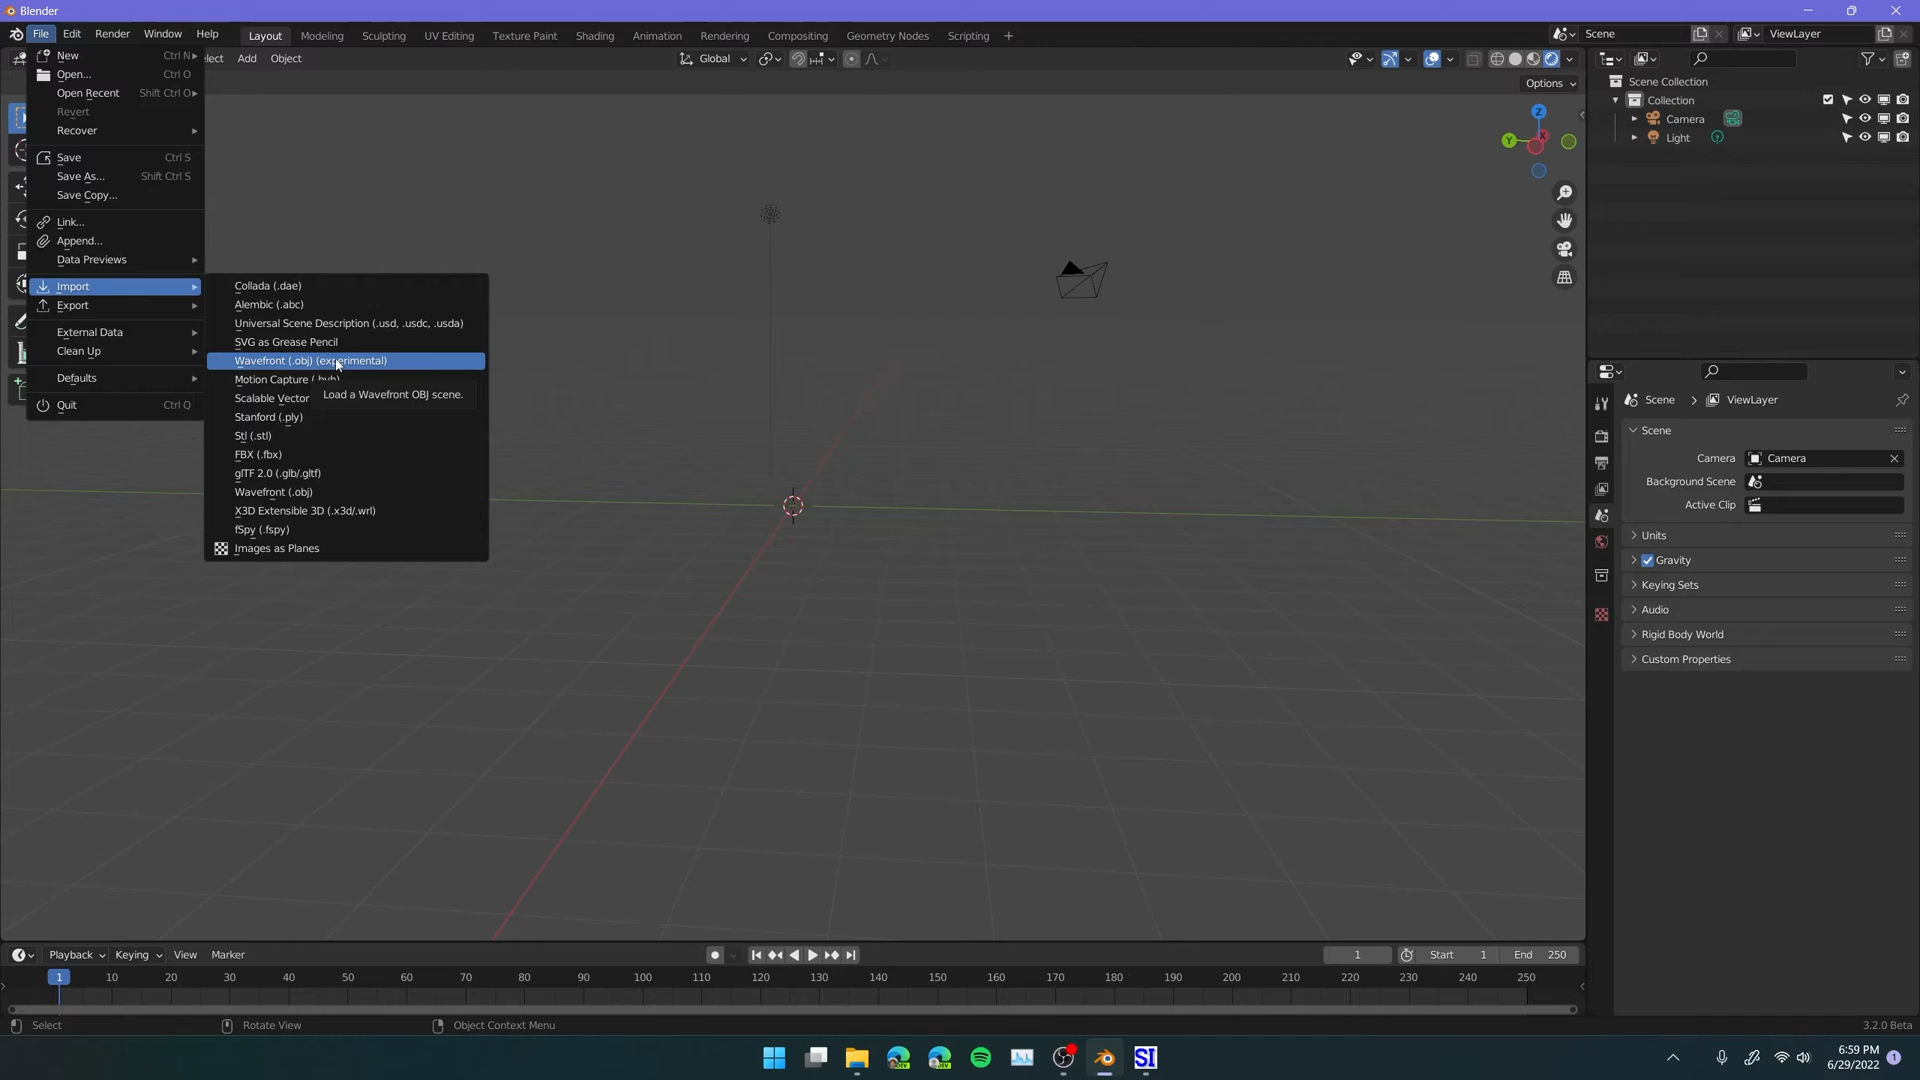 Blender
File Edit Render Window Help Layout Modeling Sculpting UV Editing Texture Paint Shading Animation Rendering Compositing Geometry Nodes Scripting + Scene ViewLayer
Add Object Global
Options
New Ctrl N
Open... Ctrl O
Open Recent Shift Ctrl O
Revert
Recover
Save Ctrl S
Save As... Shift Ctrl S
Save Copy...
Link...
Append...
Data Previews
Import
Export
External Data
Clean Up
Defaults
Quit Ctrl Q
Collada (.dae)
Alembic (.abc)
Universal Scene Description (.usd, .usdc, .usda)
SVG as Grease Pencil
Wavefront (.obj) (experimental)
Motion Capture
Load a Wavefront OBJ scene.
Scalable Vector
Stanford (.ply)
Stl (.stl)
FBX (.fbx)
glTF 2.0 (.glb/.gltf)
Wavefront (.obj)
X3D Extensible 3D (.x3d/.wrl)
fSpy (.fspy)
Images as Planes
Z
Y
X
Scene Collection
Collection
Camera
Light
Scene > ViewLayer
Scene
Camera Camera
Background Scene
Active Clip
Units
Gravity
Keying Sets
Audio
Rigid Body World
Custom Properties
Playback Keying View Marker 1 Start 1 End 250
1 10 20 30 40 50 60 70 80 90 100 110 120 130 140 150 160 170 180 190 200 210 220 230 240 250
Select Rotate View Object Context Menu 3.2.0 Beta
DEV DEV SI
6:59 PM
6/29/2022 1